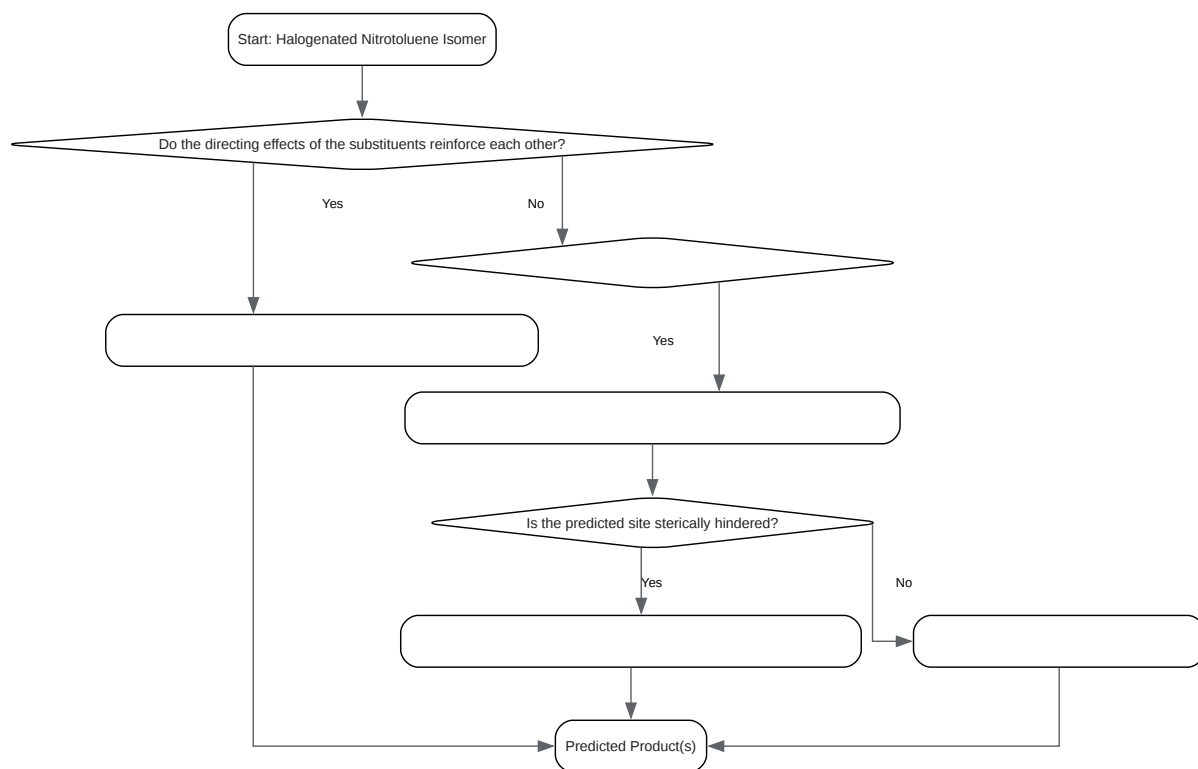 Start: Halogenated Nitrotoluene Isomer
Do the directing effects of the substituents reinforce each other?
Yes
No
Yes
Is the predicted site sterically hindered?
Yes
No
Predicted Product(s)